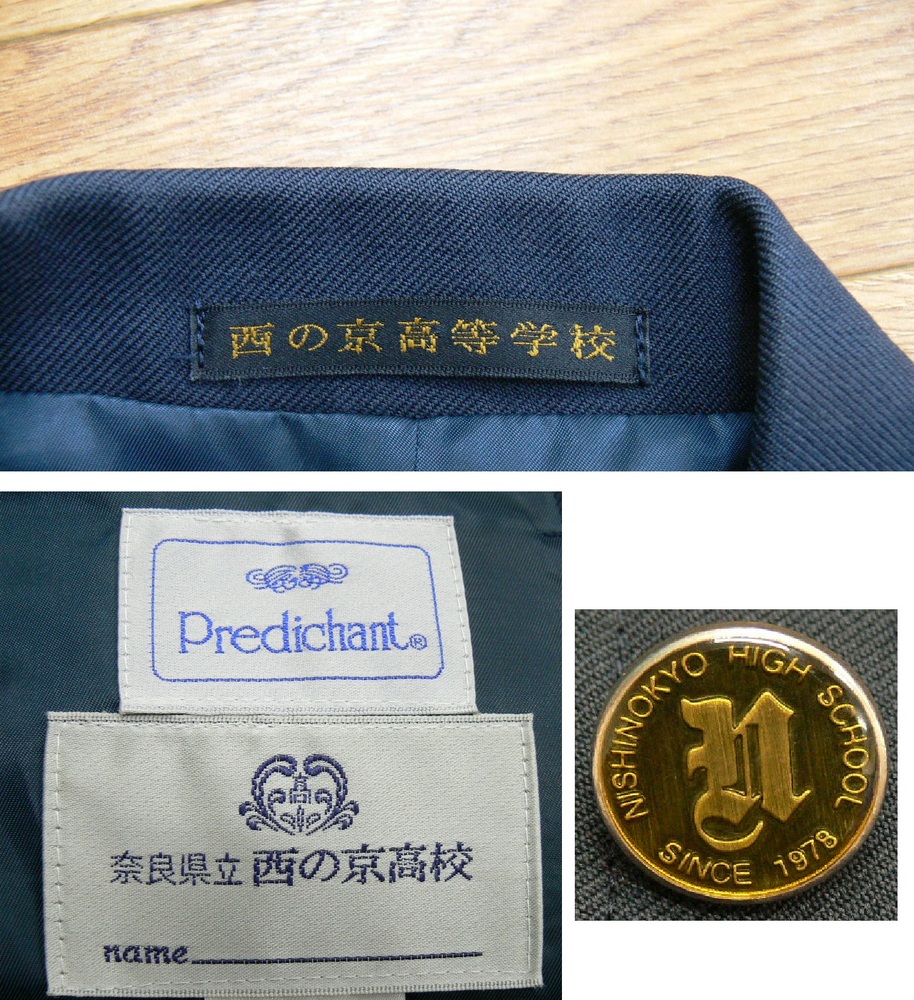 西の京高等学校
Predichant®
高
奈良県立 西の京高校
name
NISHINOKYO HIGH SCHOOL
N
SINCE 1978